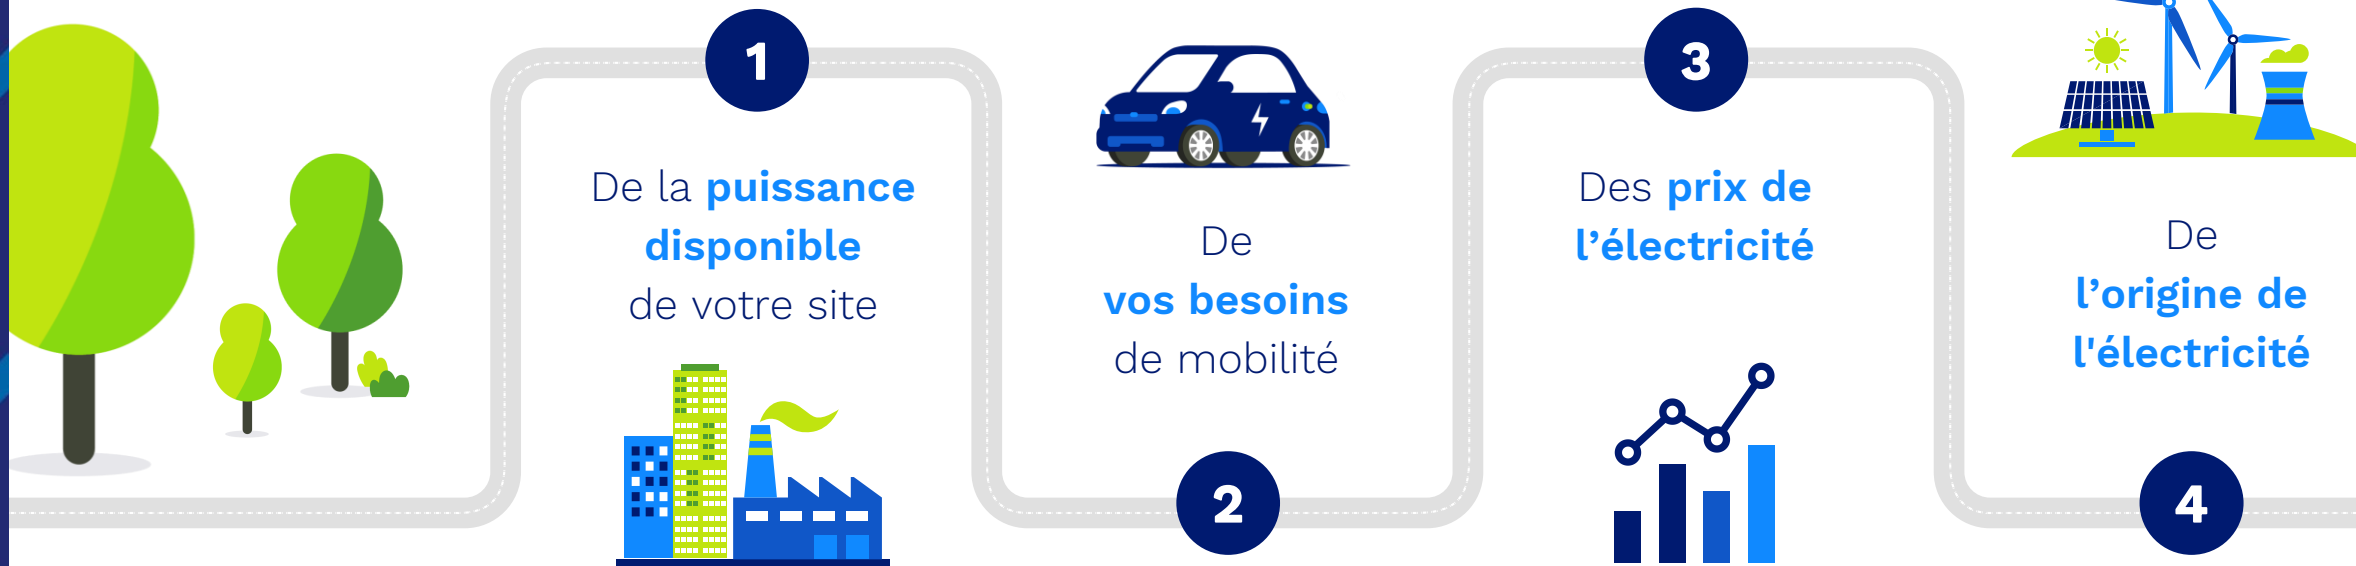 1
De la puissance
disponible
de votre site
De
vos besoins
de mobilité
2
3
Des prix de
l’électricité
De
l’origine de
l'électricité
4